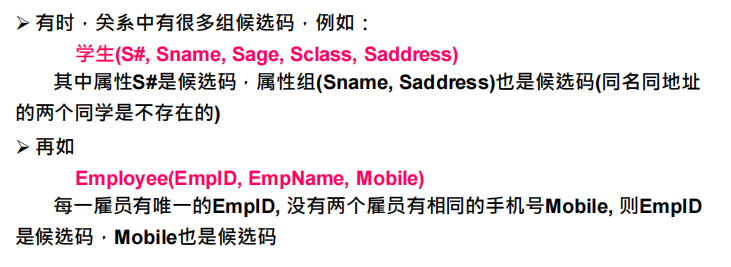 ➢ 有时，关系中有很多组候选码，例如：
学生(S#, Sname, Sage, Sclass, Saddress)
其中属性S#是候选码，属性组(Sname, Saddress)也是候选码(同名同地址
的两个同学是不存在的)
➢ 再如
Employee(EmpID, EmpName, Mobile)
每一雇员有唯一的EmpID, 没有两个雇员有相同的手机号Mobile, 则EmpID
是候选码，Mobile也是候选码